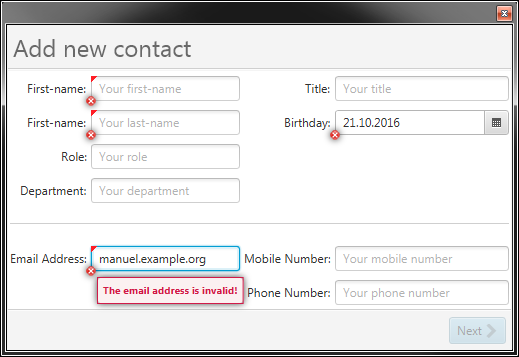 Add new contact
First-name: Your first-name Title: Your title
First-name: Your last-name Birthday: 21.10.2016
Role: Your role
Department: Your department
Email Address: manuel.example.org Mobile Number: Your mobile number
The email address is invalid! Phone Number: Your phone number
Next